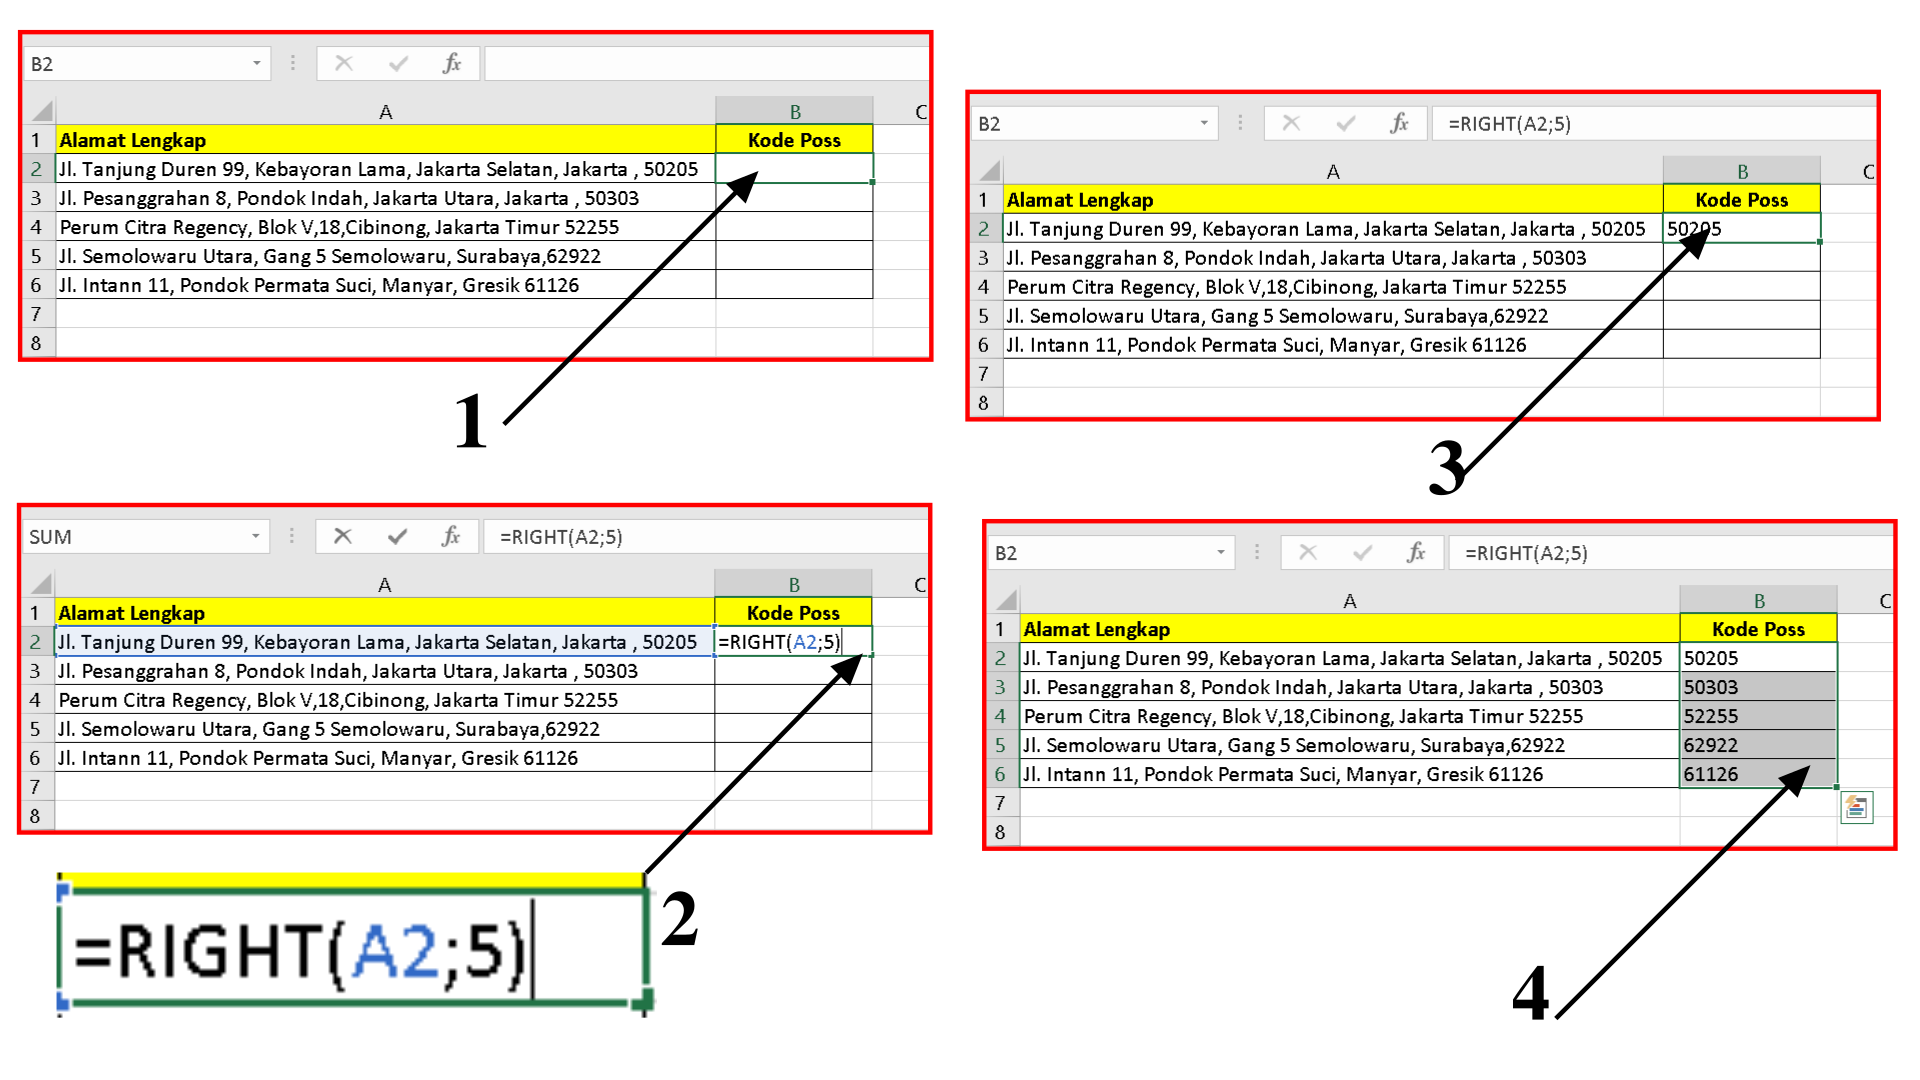 B2
fx
A B C
1 Alamat Lengkap Kode Poss
2 Jl. Tanjung Duren 99, Kebayoran Lama, Jakarta Selatan, Jakarta , 50205
3 Jl. Pesanggrahan 8, Pondok Indah, Jakarta Utara, Jakarta , 50303
4 Perum Citra Regency, Blok V,18,Cibinong, Jakarta Timur 52255
5 Jl. Semolowaru Utara, Gang 5 Semolowaru, Surabaya,62922
6 Jl. Intann 11, Pondok Permata Suci, Manyar, Gresik 61126
7
8
1
SUM fx =RIGHT(A2;5)
A B C
1 Alamat Lengkap Kode Poss
2 Jl. Tanjung Duren 99, Kebayoran Lama, Jakarta Selatan, Jakarta , 50205 =RIGHT(A2;5)
3 Jl. Pesanggrahan 8, Pondok Indah, Jakarta Utara, Jakarta , 50303
4 Perum Citra Regency, Blok V,18,Cibinong, Jakarta Timur 52255
5 Jl. Semolowaru Utara, Gang 5 Semolowaru, Surabaya,62922
6 Jl. Intann 11, Pondok Permata Suci, Manyar, Gresik 61126
7
8
=RIGHT(A2;5)
2
B2 fx =RIGHT(A2;5)
A B C
1 Alamat Lengkap Kode Poss
2 Jl. Tanjung Duren 99, Kebayoran Lama, Jakarta Selatan, Jakarta , 50205 50205
3 Jl. Pesanggrahan 8, Pondok Indah, Jakarta Utara, Jakarta , 50303
4 Perum Citra Regency, Blok V,18,Cibinong, Jakarta Timur 52255
5 Jl. Semolowaru Utara, Gang 5 Semolowaru, Surabaya,62922
6 Jl. Intann 11, Pondok Permata Suci, Manyar, Gresik 61126
7
8
3
B2 fx =RIGHT(A2;5)
A B C
1 Alamat Lengkap Kode Poss
2 Jl. Tanjung Duren 99, Kebayoran Lama, Jakarta Selatan, Jakarta , 50205 50205
3 Jl. Pesanggrahan 8, Pondok Indah, Jakarta Utara, Jakarta , 50303 50303
4 Perum Citra Regency, Blok V,18,Cibinong, Jakarta Timur 52255 52255
5 Jl. Semolowaru Utara, Gang 5 Semolowaru, Surabaya,62922 62922
6 Jl. Intann 11, Pondok Permata Suci, Manyar, Gresik 61126 61126
7
8
4